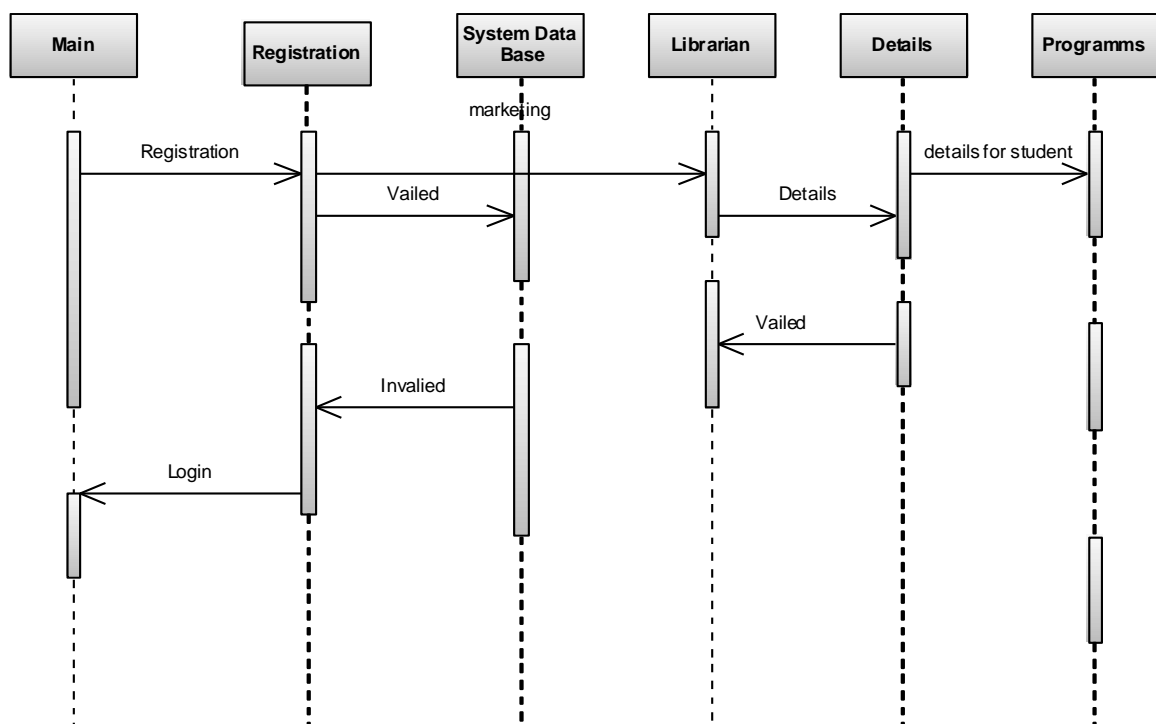 Main
Registration
System Data
Base
Librarian
Details
Programms
marketing
Registration
details for student
Vailed
Details
Vailed
Invalied
Login